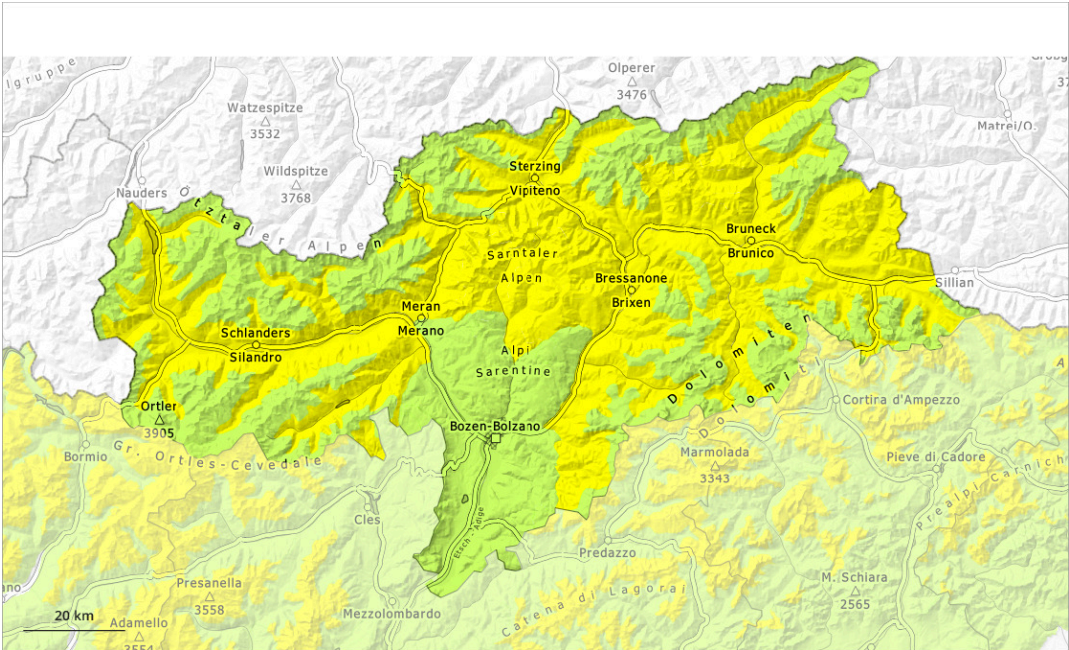 Olperer
3476
Watzespitze
3532
Matrei/O.
Wildspitze
3768
Nauders
Sterzing
Vipiteno
Ötztaler Alpen
Bruneck
Brunico
Sarntaler
Alpen
Sillian
Bressanone
Brixen
Meran
Merano
Schlanders
Silandro
Alpi
Sarentine
Dolomiten
Dolomiti
Ortler
3905
Cortina d'Ampezzo
Bozen-Bolzano
Gr. Ortles-Cevedale
Bormio
Marmolada
3343
Pieve di Cadore
Prealpi Carnich
Cles
Etsch - Adige
Predazzo
Presanella
3558
M. Schiara
2565
Catena di Lagorai
Mezzolombardo
20 km
Adamello
3554